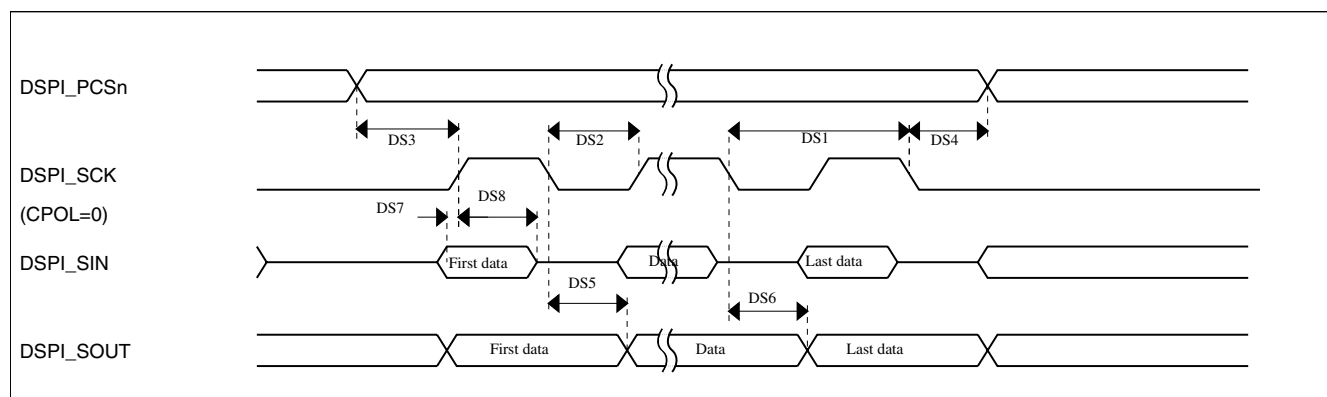 DSPI_PCSn
DS3
DS2
DS1
DS4
DSPI_SCK
(CPOL=0)
DS7
DS8
DSPI_SIN
First data
Data
Last data
DS5
DS6
DSPI_SOUT
First data
Data
Last data